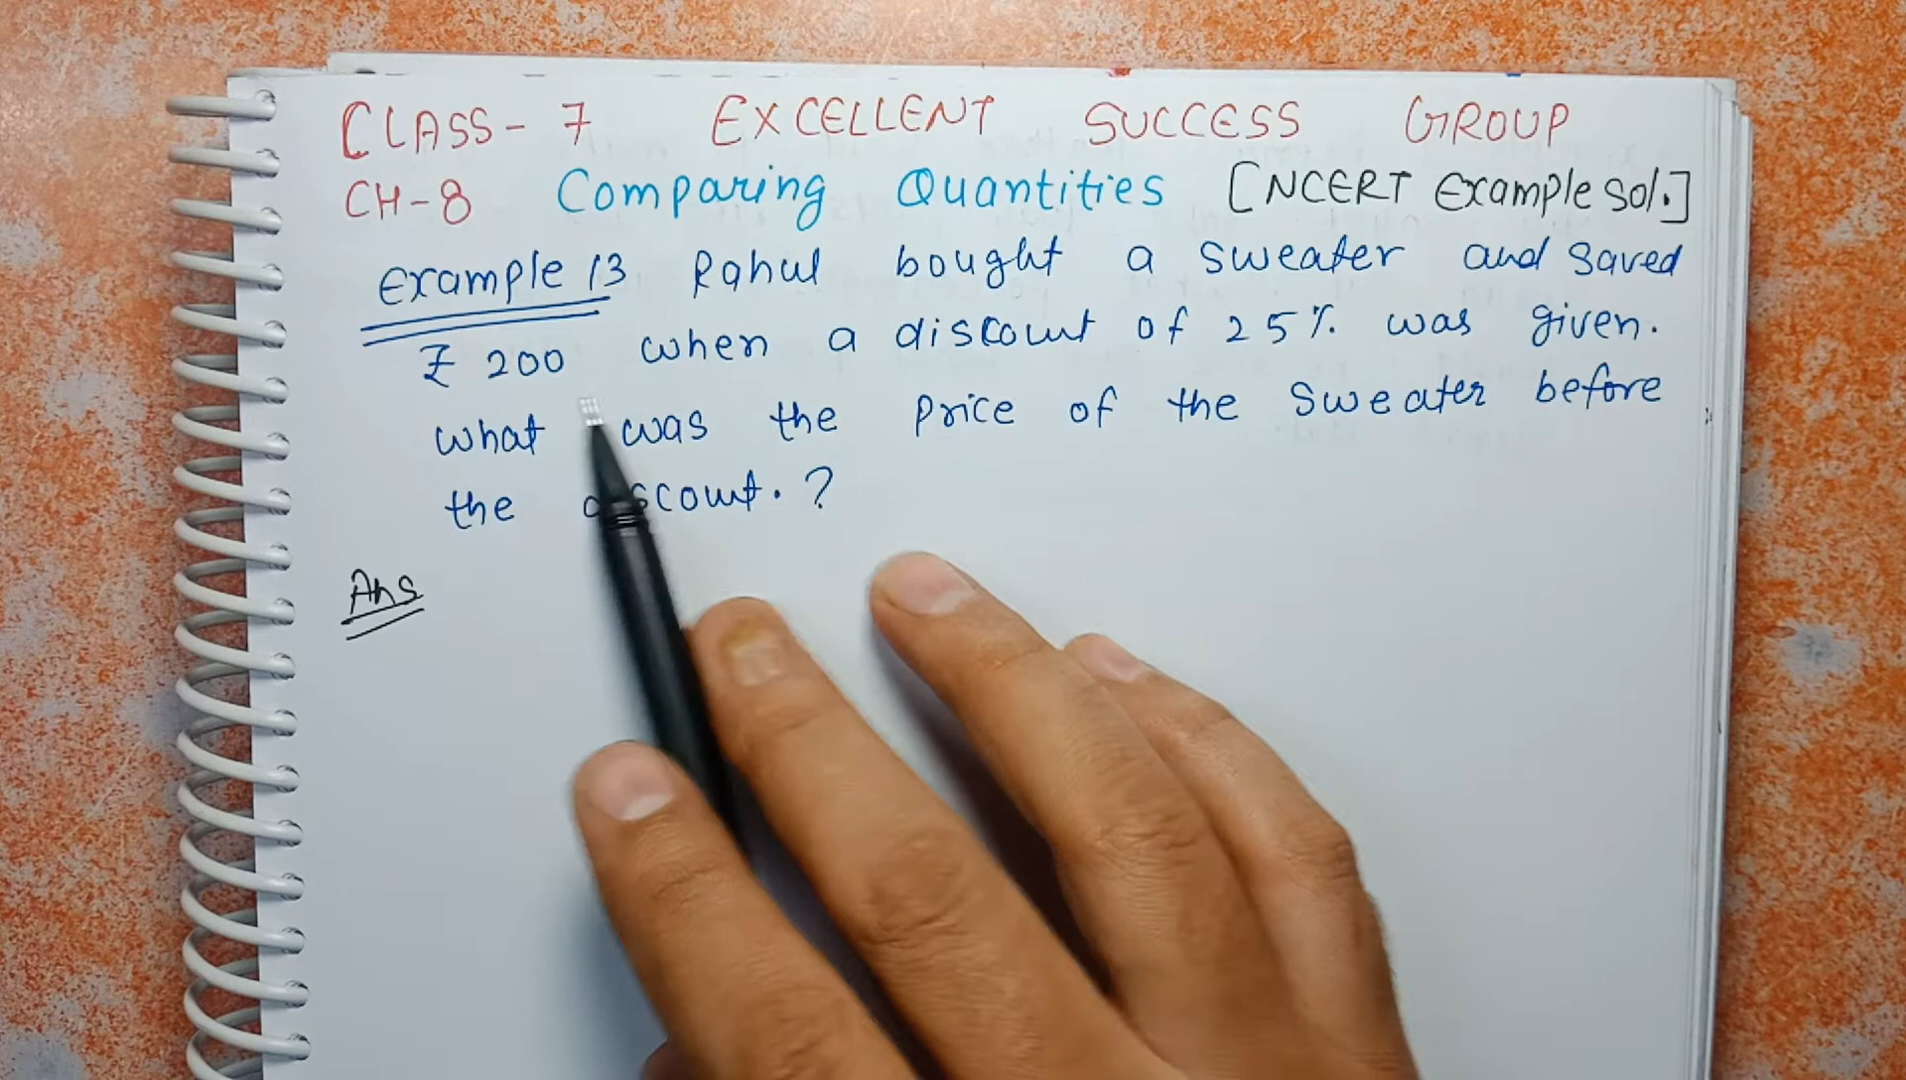 CLASS - 7 EXCELLENT SUCCESS GROUP
CH-8 Comparing Quantities [NCERT Example Sol.]
Example 13 Rahul bought a sweater and saved
₹ 200 when a discount of 25% was given.
what was the price of the sweater before
the discount. ?
Ans